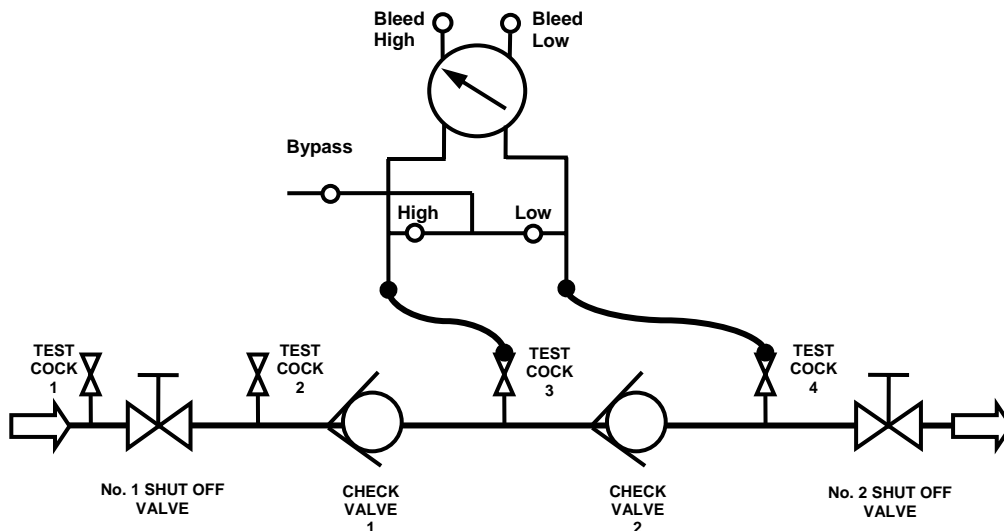 Bleed
High
Bleed
Low
Bypass
High
Low
TEST
COCK
1
TEST
COCK
2
TEST
COCK
3
TEST
COCK
4
No. 1 SHUT OFF
VALVE
CHECK
VALVE
1
CHECK
VALVE
2
No. 2 SHUT OFF
VALVE